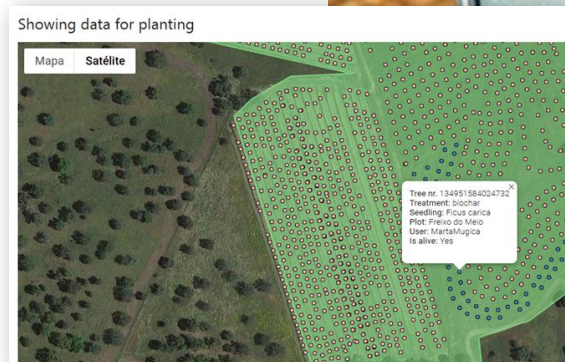 Showing data for planting
Mapa Satélite
Tree nr. 134951584024732
Treatment: biochar
Seedling: Ficus carica
Plot: Freixo do Meio
User: MartaMugica
Is alive: Yes